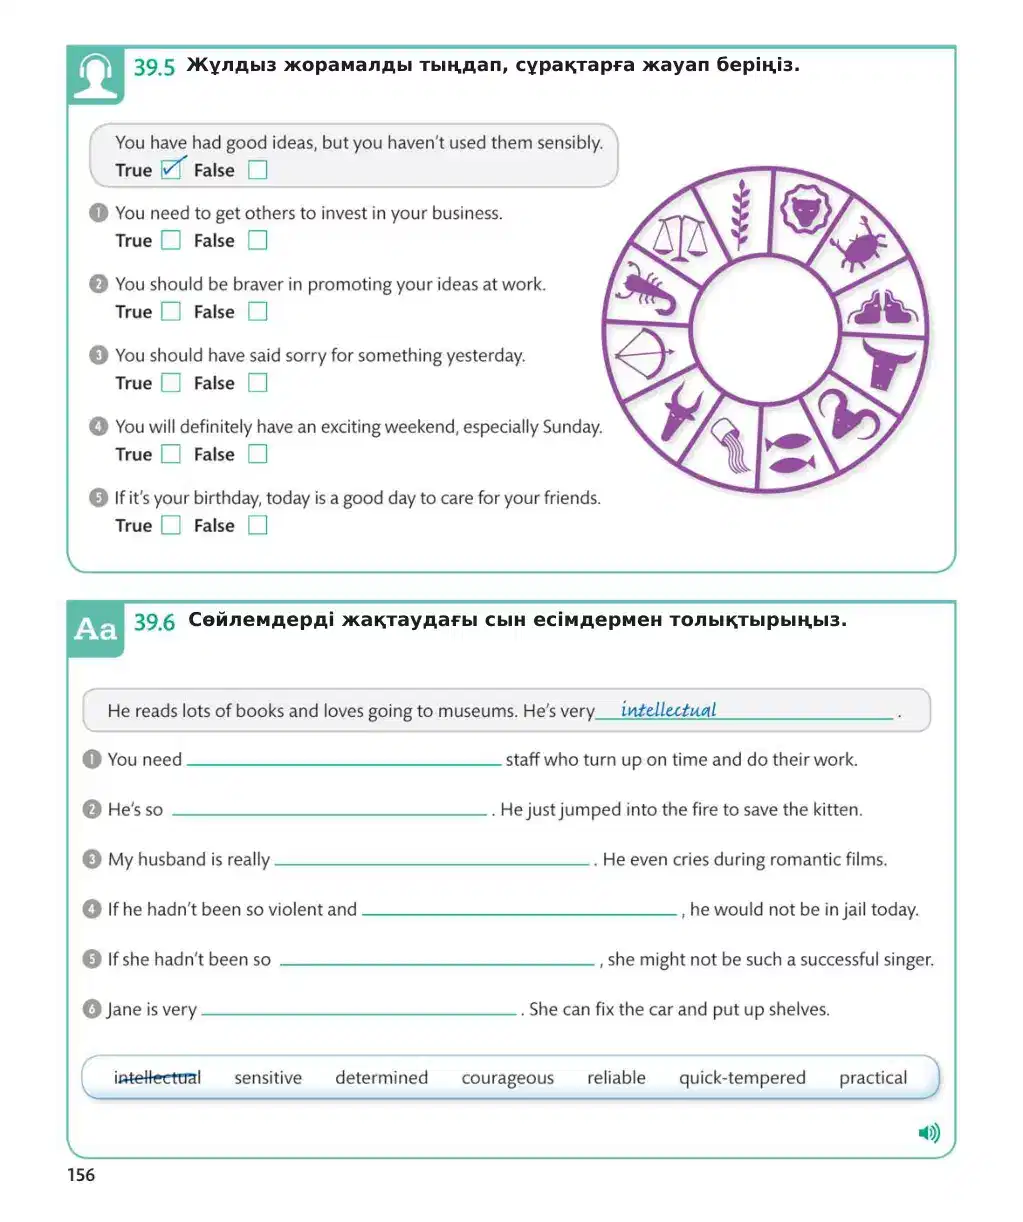 39.5 Жұлдыз жорамалды тыңдап, сұрақтарға жауап беріңіз.
You have had good ideas, but you haven't used them sensibly.
True False
1 You need to get others to invest in your business.
True False
2 You should be braver in promoting your ideas at work.
True False
3 You should have said sorry for something yesterday.
True False
4 You will definitely have an exciting weekend, especially Sunday.
True False
5 If it's your birthday, today is a good day to care for your friends.
True False
Aa 39.6 Сөйлемдерді жақтаудағы сын есімдермен толықтырыңыз.
He reads lots of books and loves going to museums. He's very intellectual .
1 You need ______ staff who turn up on time and do their work.
2 He's so ______ . He just jumped into the fire to save the kitten.
3 My husband is really ______ . He even cries during romantic films.
4 If he hadn't been so violent and ______ , he would not be in jail today.
5 If she hadn't been so ______ , she might not be such a successful singer.
6 Jane is very ______ . She can fix the car and put up shelves.
intellectual sensitive determined courageous reliable quick-tempered practical
156